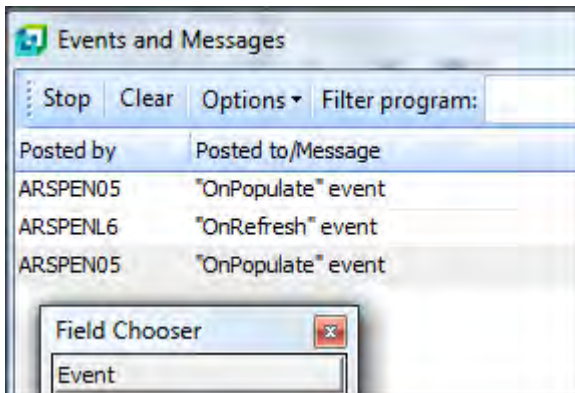 Events and Messages
Stop Clear Options Filter program:
Posted by Posted to/Message
ARSPEN05 "OnPopulate" event
ARSPENL6 "OnRefresh" event
ARSPEN05 "OnPopulate" event
Field Chooser
Event